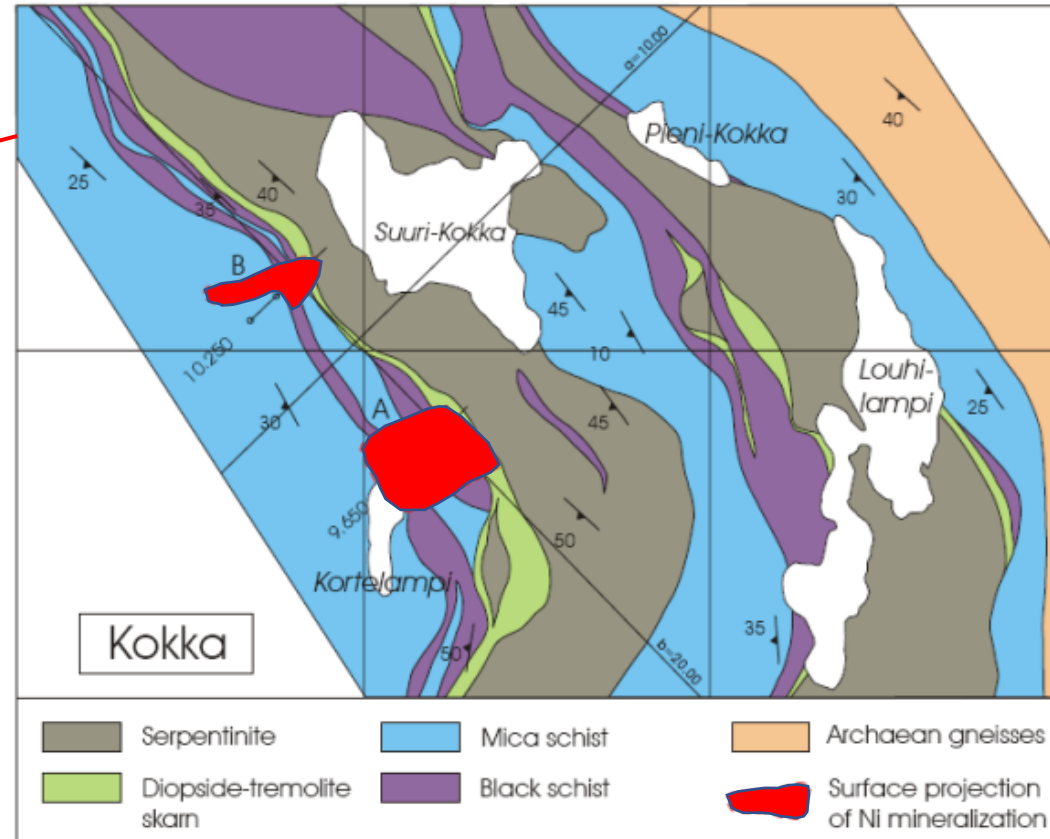 a=10.00
Pieni-Kokka
40
25
40
35
30
Suuri-Kokka
B
45
10.250
10
Louhi-
lampi
30
A
45
25
9,650
50
Kortelampi
Kokka
50
b=20.00
35
Serpentinite
Mica schist
Archaean gneisses
Diopside-tremolite
skarn
Black schist
Surface projection
of Ni mineralization